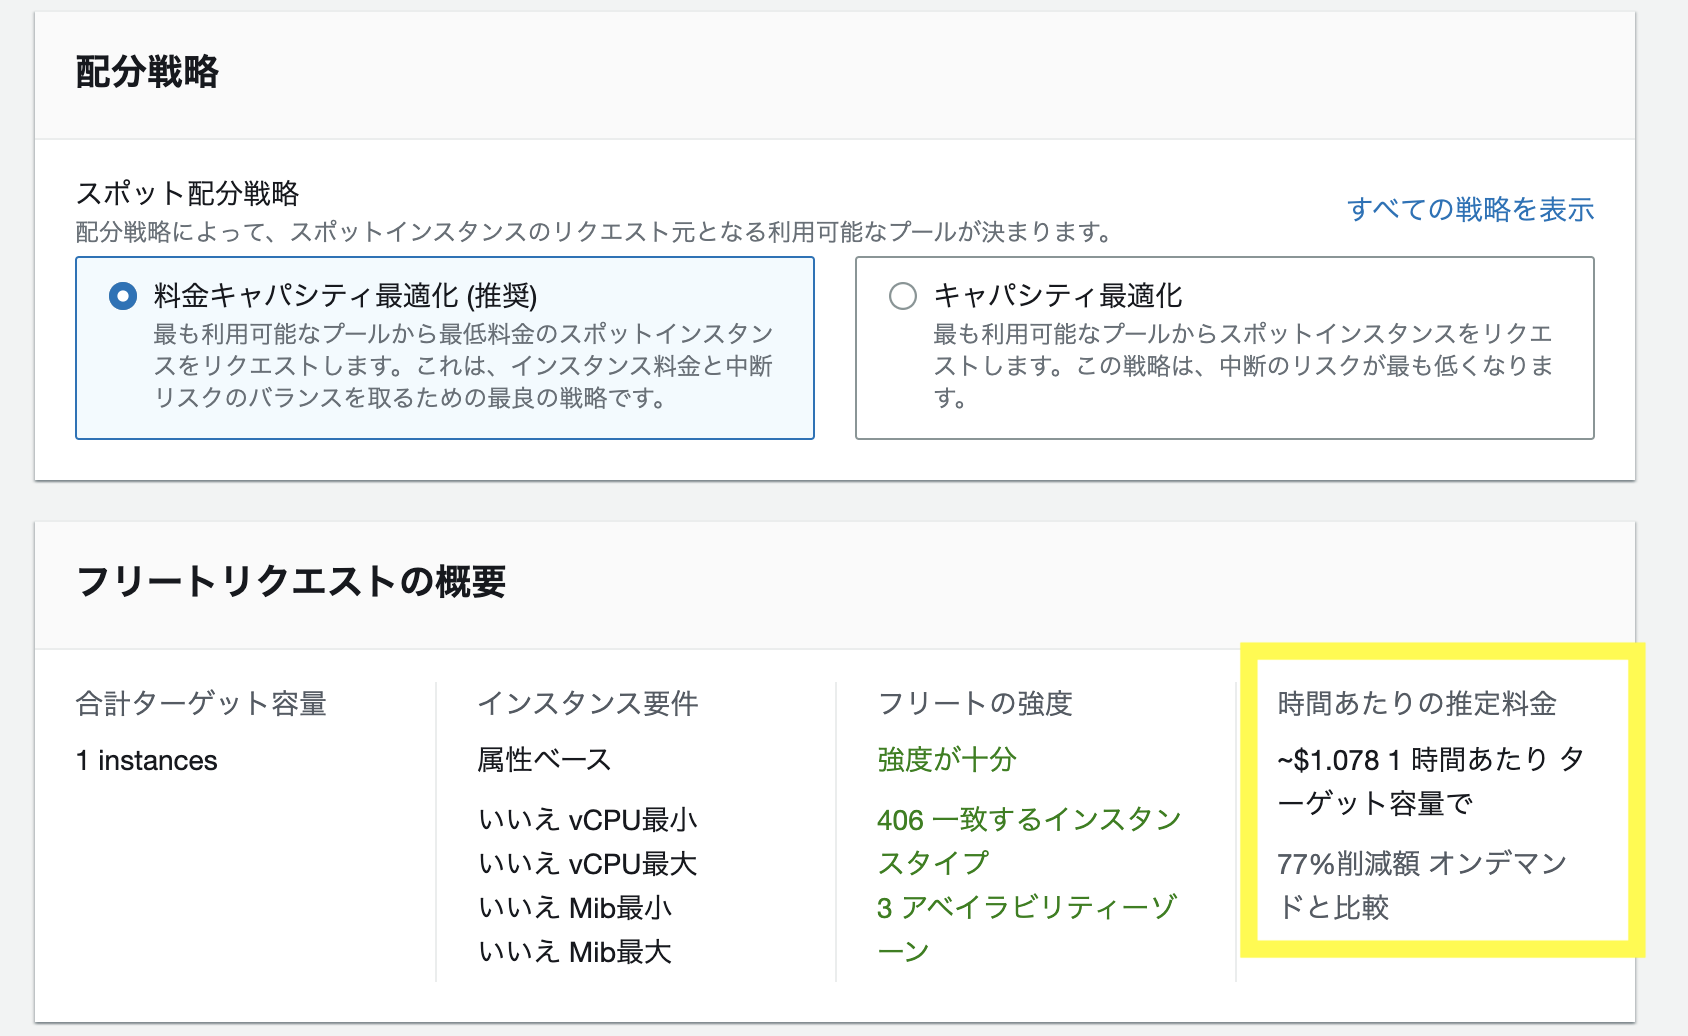 配分戦略
スポット配分戦略
配分戦略によって、スポットインスタンスのリクエスト元となる利用可能なプールが決まります。
すべての戦略を表示
料金キャパシティ最適化 (推奨)
最も利用可能なプールから最低料金のスポットインスタン
スをリクエストします。これは、インスタンス料金と中断
リスクのバランスを取るための最良の戦略です。
キャパシティ最適化
最も利用可能なプールからスポットインスタンスをリクエ
ストします。この戦略は、中断のリスクが最も低くなりま
す。
フリートリクエストの概要
合計ターゲット容量
1 instances
インスタンス要件
属性ベース
いいえ vCPU最小
いいえ vCPU最大
いいえ Mib最小
いいえ Mib最大
フリートの強度
強度が十分
406 一致するインスタン
スタイプ
3 アベイラビリティーゾ
ーン
時間あたりの推定料金
~$1.078 1 時間あたり タ
ーゲット容量で
77%削減額 オンデマン
ドと比較